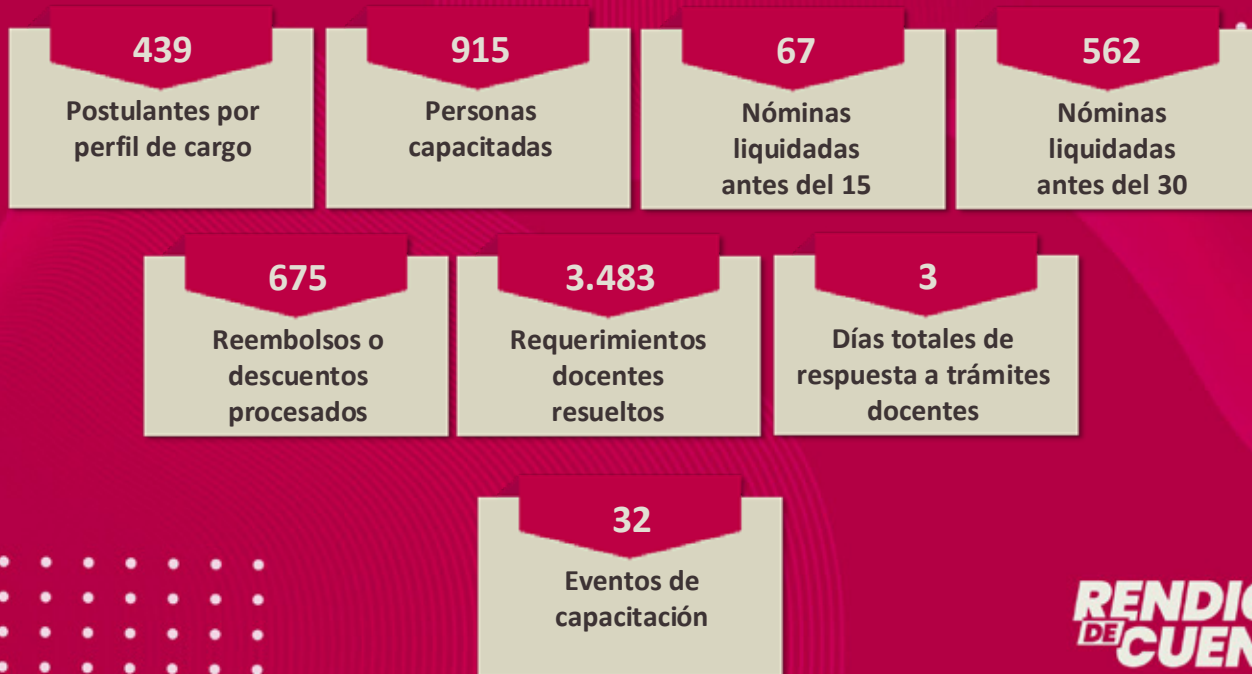 439
Postulantes por
perfil de cargo
915
Personas
capacitadas
67
Nóminas
liquidadas
antes del 15
562
Nóminas
liquidadas
antes del 30
675
Reembolsos o
descuentos
procesados
3.483
Requerimientos
docentes
resueltos
3
Días totales de
respuesta a trámites
docentes
32
Eventos de
capacitación
DE